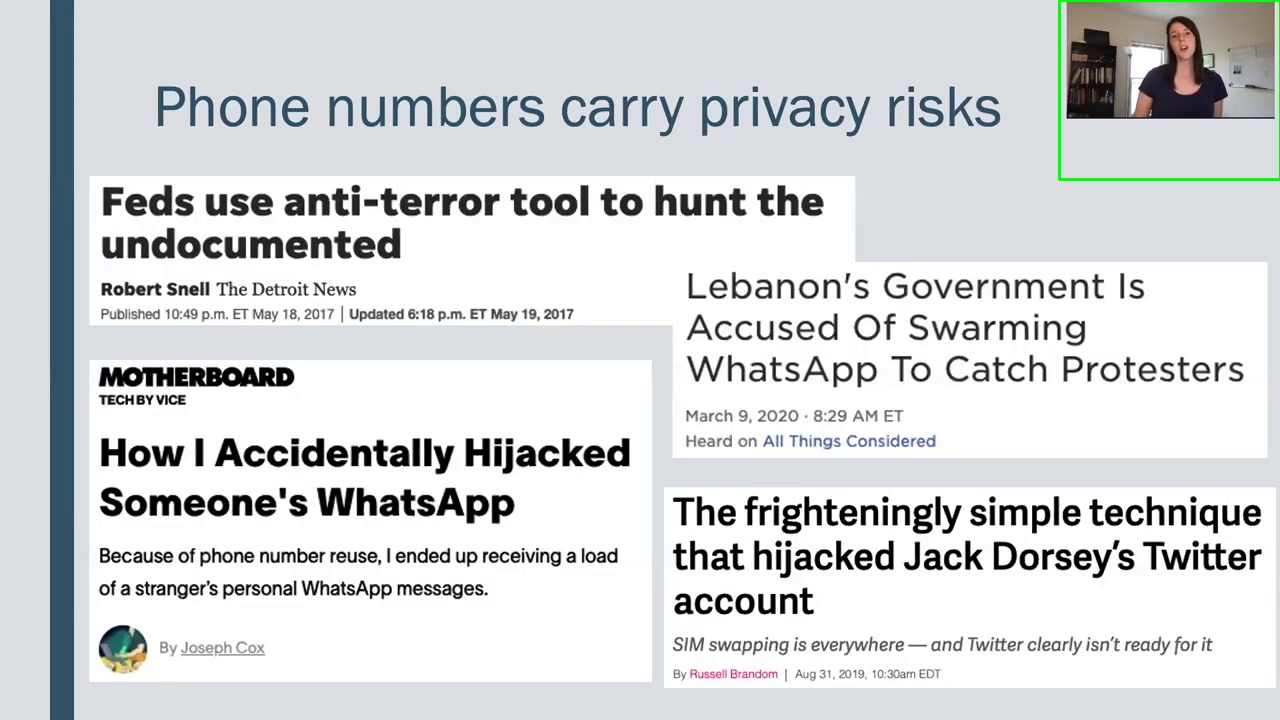 Phone numbers carry privacy risks
Feds use anti-terror tool to hunt the
undocumented
Robert Snell The Detroit News
Published 10:49 p.m. ET May 18, 2017 | Updated 6:18 p.m. ET May 19, 2017
Lebanon's Government Is
Accused Of Swarming
WhatsApp To Catch Protesters
March 9, 2020 · 8:29 AM ET
Heard on All Things Considered
MOTHERBOARD
TECH BY VICE
How I Accidentally Hijacked
Someone's WhatsApp
Because of phone number reuse, I ended up receiving a load
of a stranger's personal WhatsApp messages.
By Joseph Cox
The frighteningly simple technique
that hijacked Jack Dorsey's Twitter
account
SIM swapping is everywhere — and Twitter clearly isn't ready for it
By Russell Brandom | Aug 31, 2019, 10:30am EDT